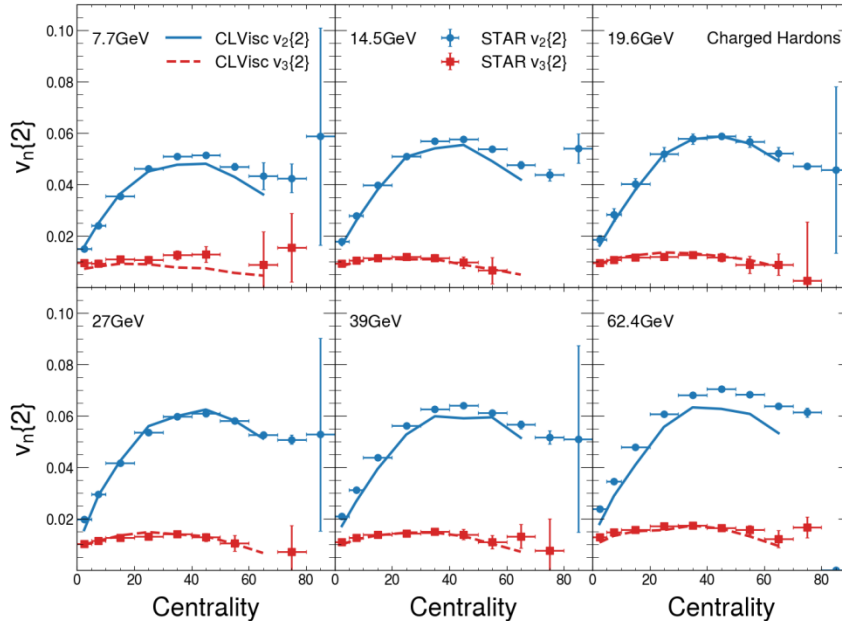 7.7GeV
CLVisc v₂{2}
CLVisc v₃{2}
14.5GeV
STAR v₂{2}
STAR v₃{2}
19.6GeV Charged Hardons
vₙ{2}
0.10
0.08
0.06
0.04
0.02
27GeV
39GeV
62.4GeV
vₙ{2}
0.10
0.08
0.06
0.04
0.02
0 20 40 60 80 0 20 40 60 80 0 20 40 60 80
Centrality Centrality Centrality